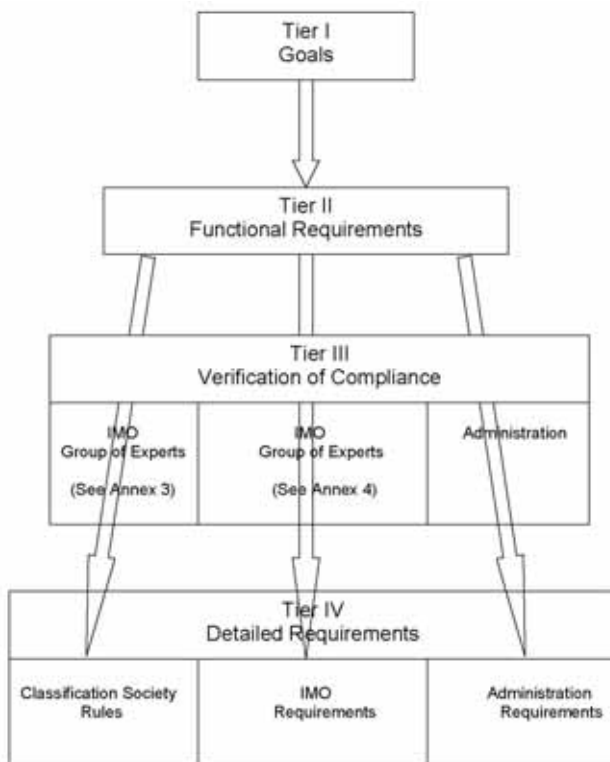 Tier I
Goals
Tier II
Functional Requirements
Tier III
Verification of Compliance
IMO
Group of Experts
(See Annex 3)
IMO
Group of Experts
(See Annex 4)
Administration
Tier IV
Detailed Requirements
Classification Society
Rules
IMO
Requirements
Administration
Requirements